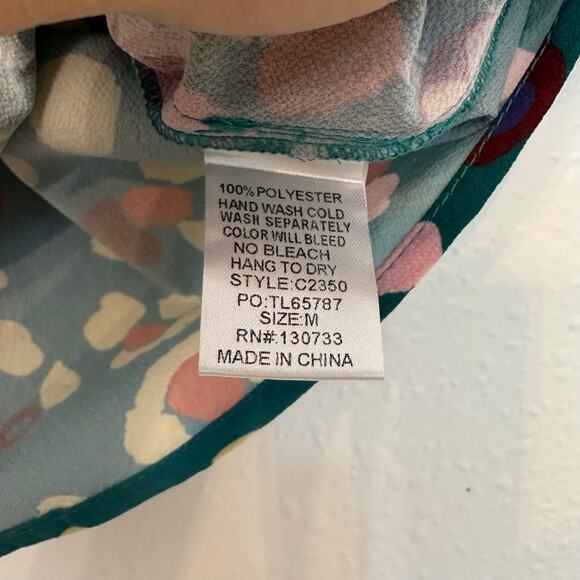 100% POLYESTER
HAND WASH COLD
WASH SEPARATELY
COLOR WILL BLEED
NO BLEACH
HANG TO DRY
STYLE:C2350
PO:TL65787
SIZE:M
RN#:130733
MADE IN CHINA